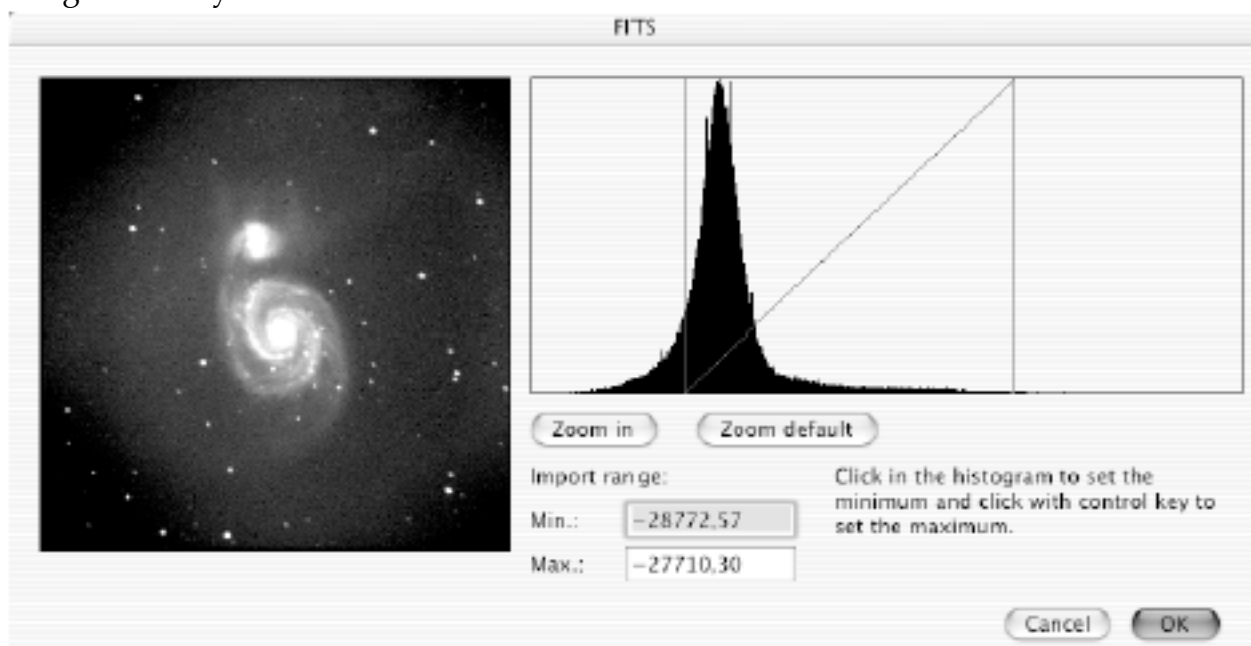 FITS
Zoom in
Zoom default
Import range:
Min.: -28772,57
Max.: -27710,30
Click in the histogram to set the
minimum and click with control key to
set the maximum.
Cancel
OK